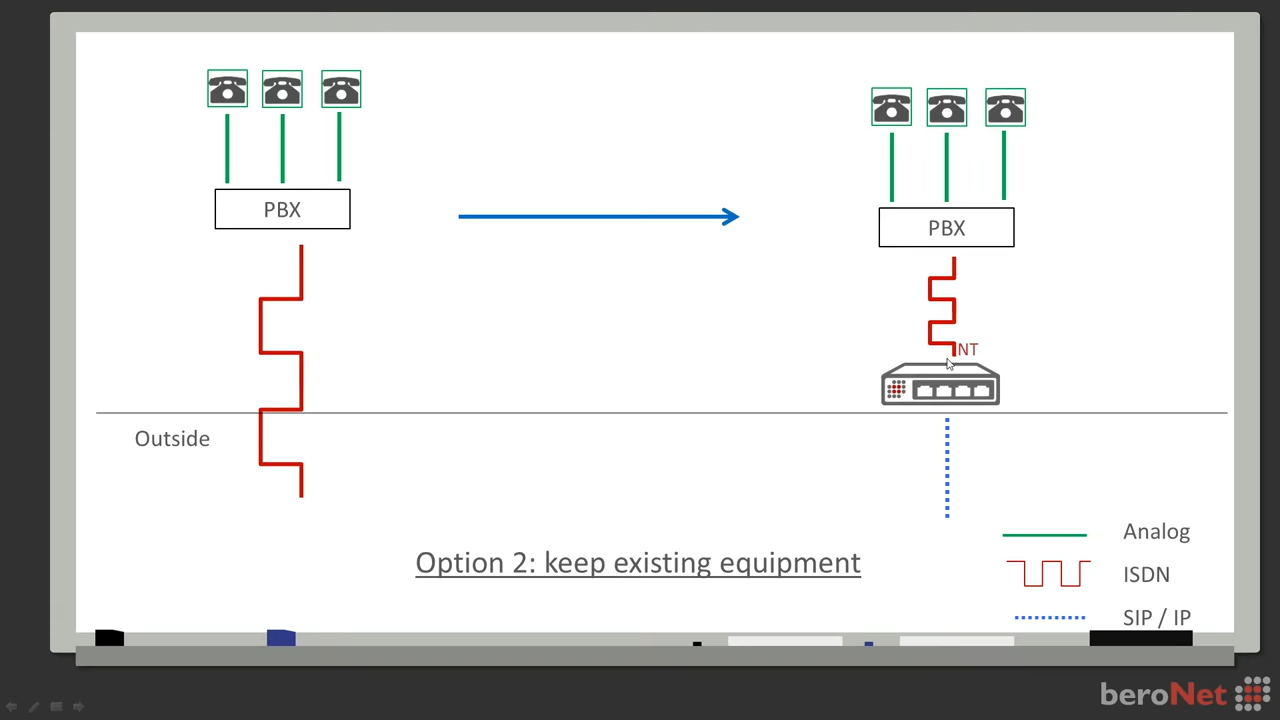 PBX
PBX
NT
Outside
Option 2: keep existing equipment
Analog
ISDN
SIP / IP
beroNet